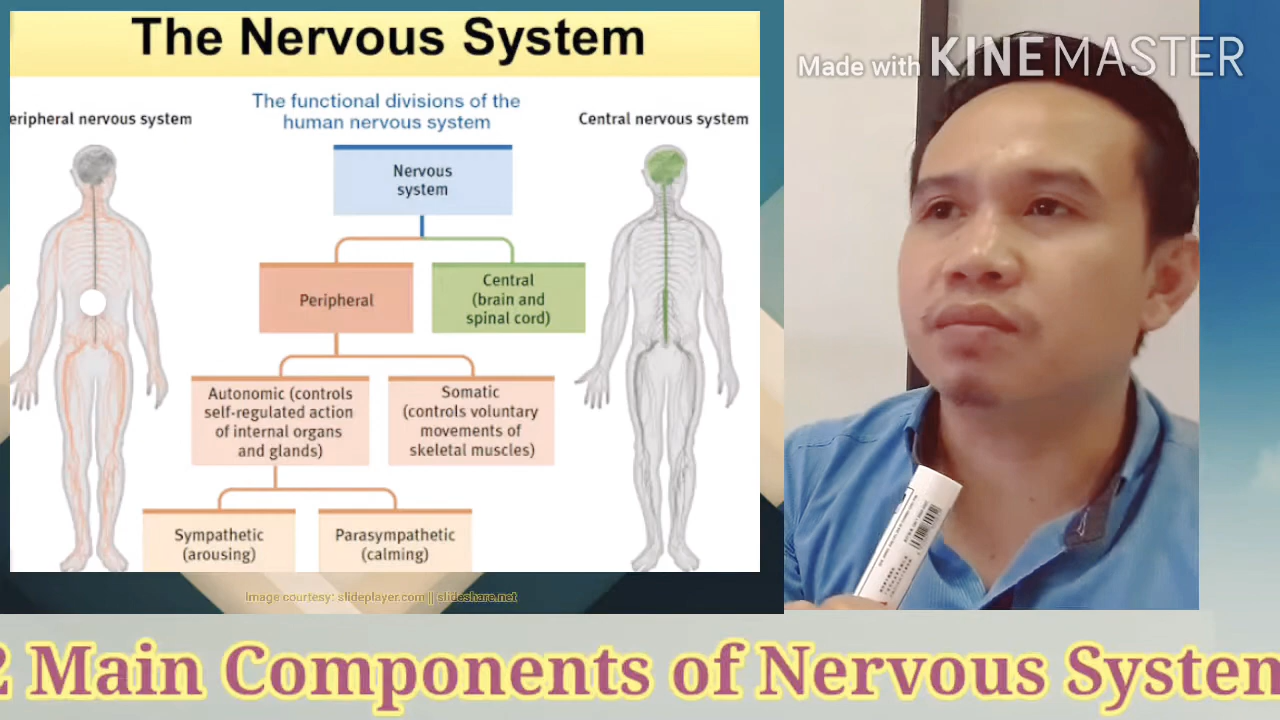 The Nervous System
The functional divisions of the
human nervous system
eripheral nervous system
Central nervous system
Nervous
system
Peripheral
Central
(brain and
spinal cord)
Autonomic (controls
self-regulated action
of internal organs
and glands)
Somatic
(controls voluntary
movements of
skeletal muscles)
Sympathetic
(arousing)
Parasympathetic
(calming)
Image courtesy: slideplayer.com || slideshare.net
Made with KINEMASTER
2 Main Components of Nervous System